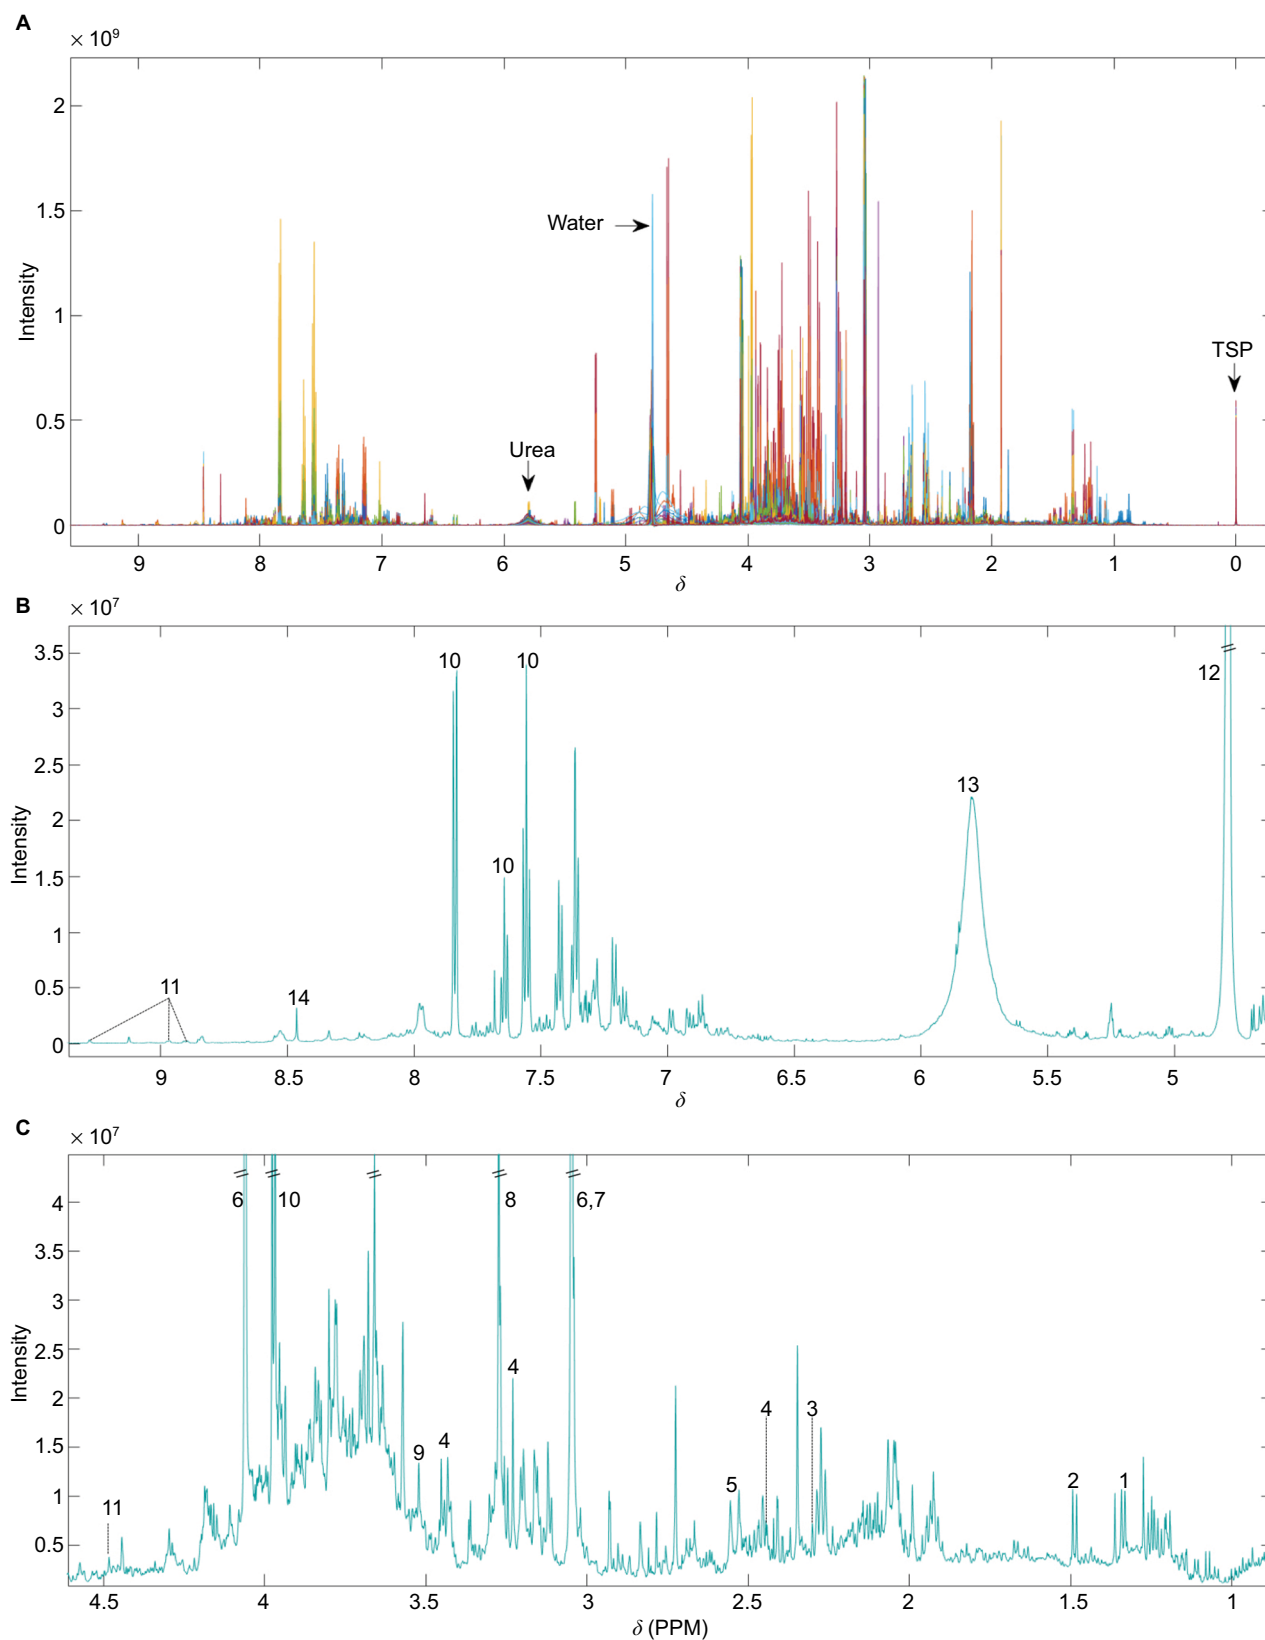 A
× 10⁹
Intensity
2
1.5
1
0.5
0
Water
Urea
TSP
9 8 7 6 5 4 3 2 1 0
δ
B
× 10⁷
Intensity
3.5
3
2.5
2
1.5
1
0.5
0
10 10
12
13
10
11
14
9 8.5 8 7.5 7 6.5 6 5.5 5
δ
C
× 10⁷
Intensity
4
3.5
3
2.5
2
1.5
1
0.5
6 10 8 6,7
4
4 3
9 4
5 2 1
11
4.5 4 3.5 3 2.5 2 1.5 1
δ (PPM)